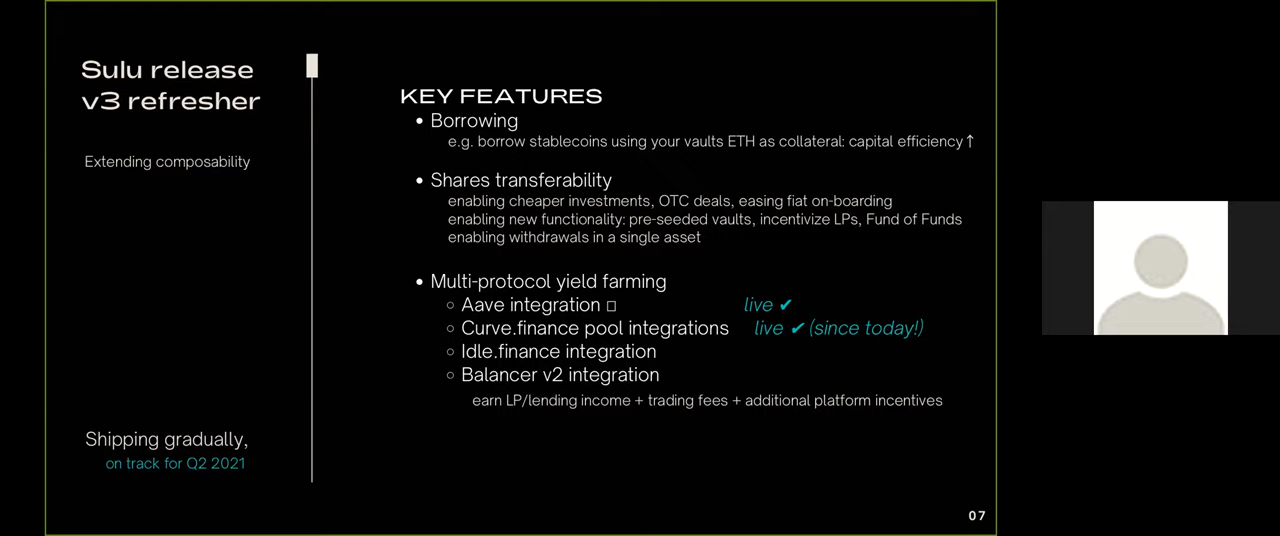 Sulu release
v3 refresher
Extending composability
Shipping gradually,
on track for Q2 2021
KEY FEATURES
• Borrowing
e.g. borrow stablecoins using your vaults ETH as collateral: capital efficiency ↑
• Shares transferability
enabling cheaper investments, OTC deals, easing fiat on-boarding
enabling new functionality: pre-seeded vaults, incentivize LPs, Fund of Funds
enabling withdrawals in a single asset
• Multi-protocol yield farming
○ Aave integration □ live ✔
○ Curve.finance pool integrations live ✔ (since today!)
○ Idle.finance integration
○ Balancer v2 integration
earn LP/lending income + trading fees + additional platform incentives
07